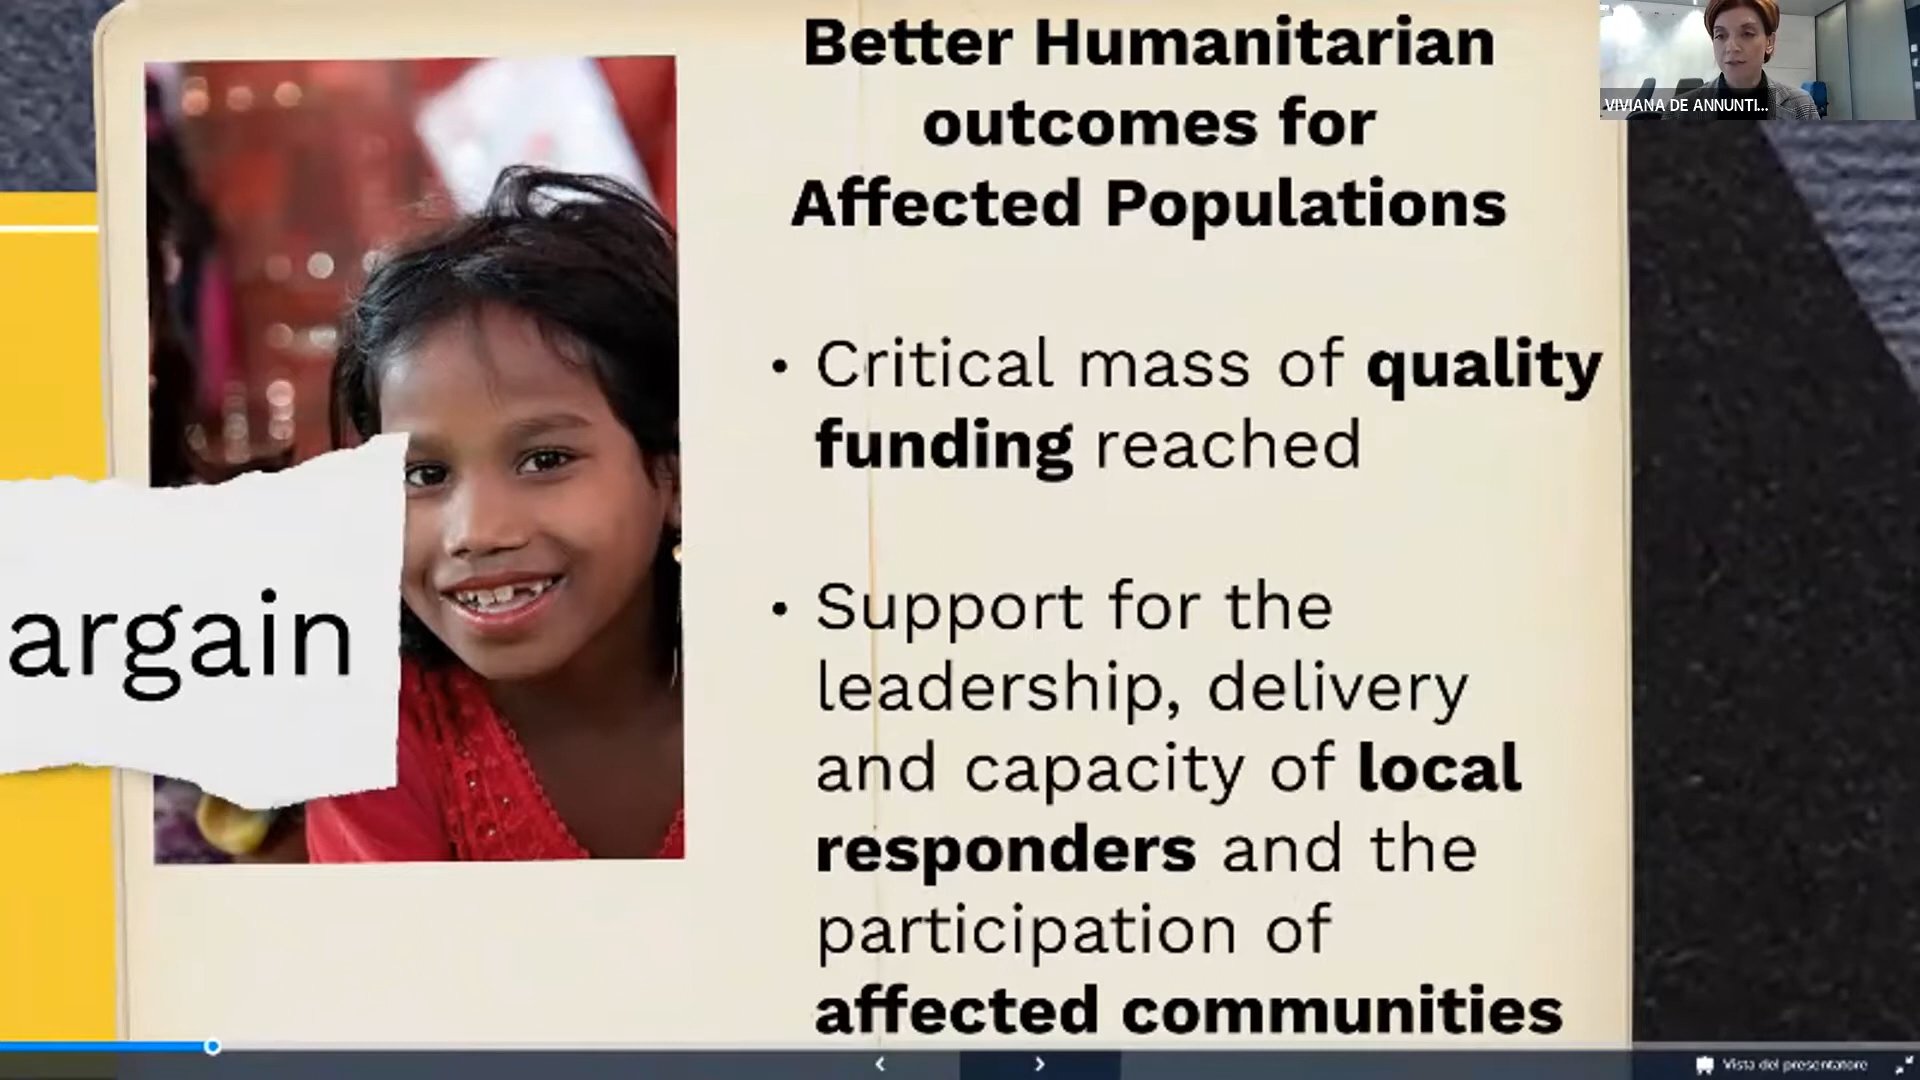 Better Humanitarian
outcomes for
Affected Populations
VIVIANA DE ANNUNTI...
• Critical mass of quality
funding reached
argain
• Support for the
leadership, delivery
and capacity of local
responders and the
participation of
affected communities
Vista del presentatore